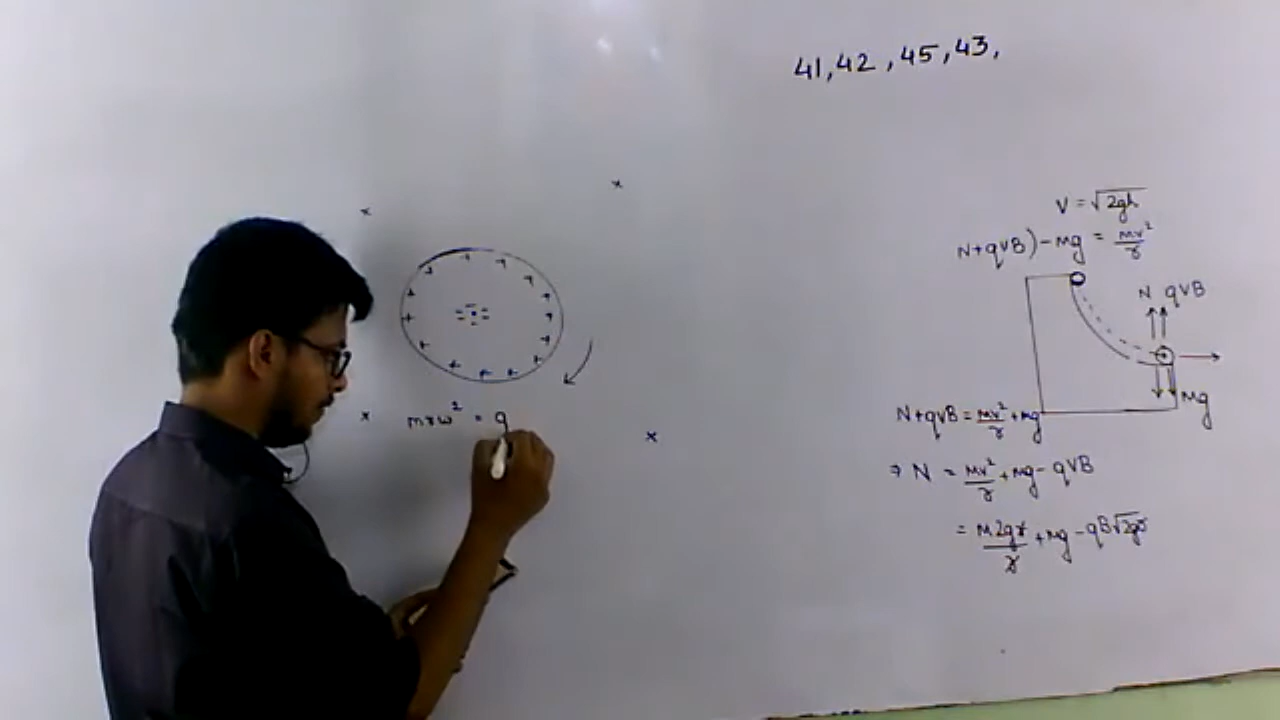 41, 42, 45, 43,
V = √2gh
N+qVB) - mg = mv²/r
N qVB
mg
mrω² = q
N+qVB = mv²/r + mg
⇒ N = mv²/r + mg - qVB
= m2gr/r + mg - qB√2gr